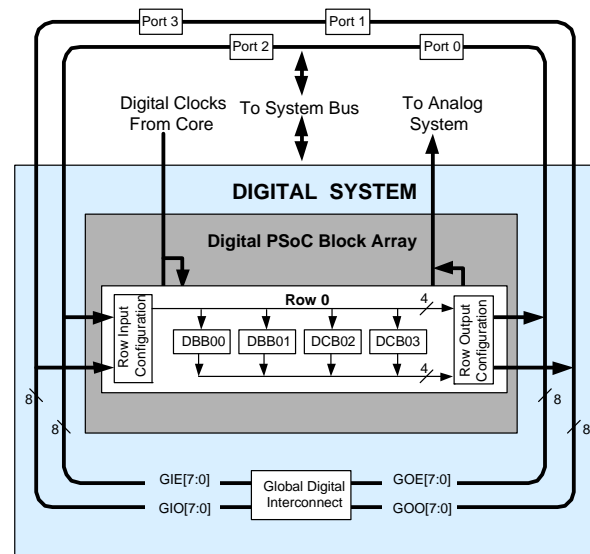 Port 3
Port 1
Port 2
Port 0
Digital Clocks
From Core
To System Bus
To Analog
System
DIGITAL SYSTEM
Digital PSoC Block Array
Row Input
Configuration
Row 0
4
DBB00
DBB01
DCB02
DCB03
4
Row Output
Configuration
8
8
8
8
GIE[7:0]
GIO[7:0]
Global Digital
Interconnect
GOE[7:0]
GOO[7:0]